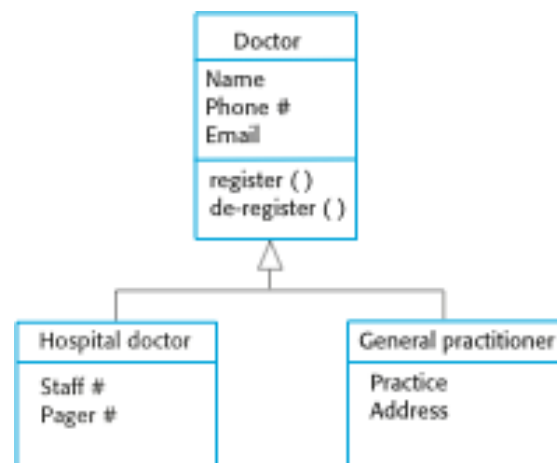 Doctor
Name
Phone #
Email
register ( )
de-register ( )
Hospital doctor
Staff #
Pager #
General practitioner
Practice
Address